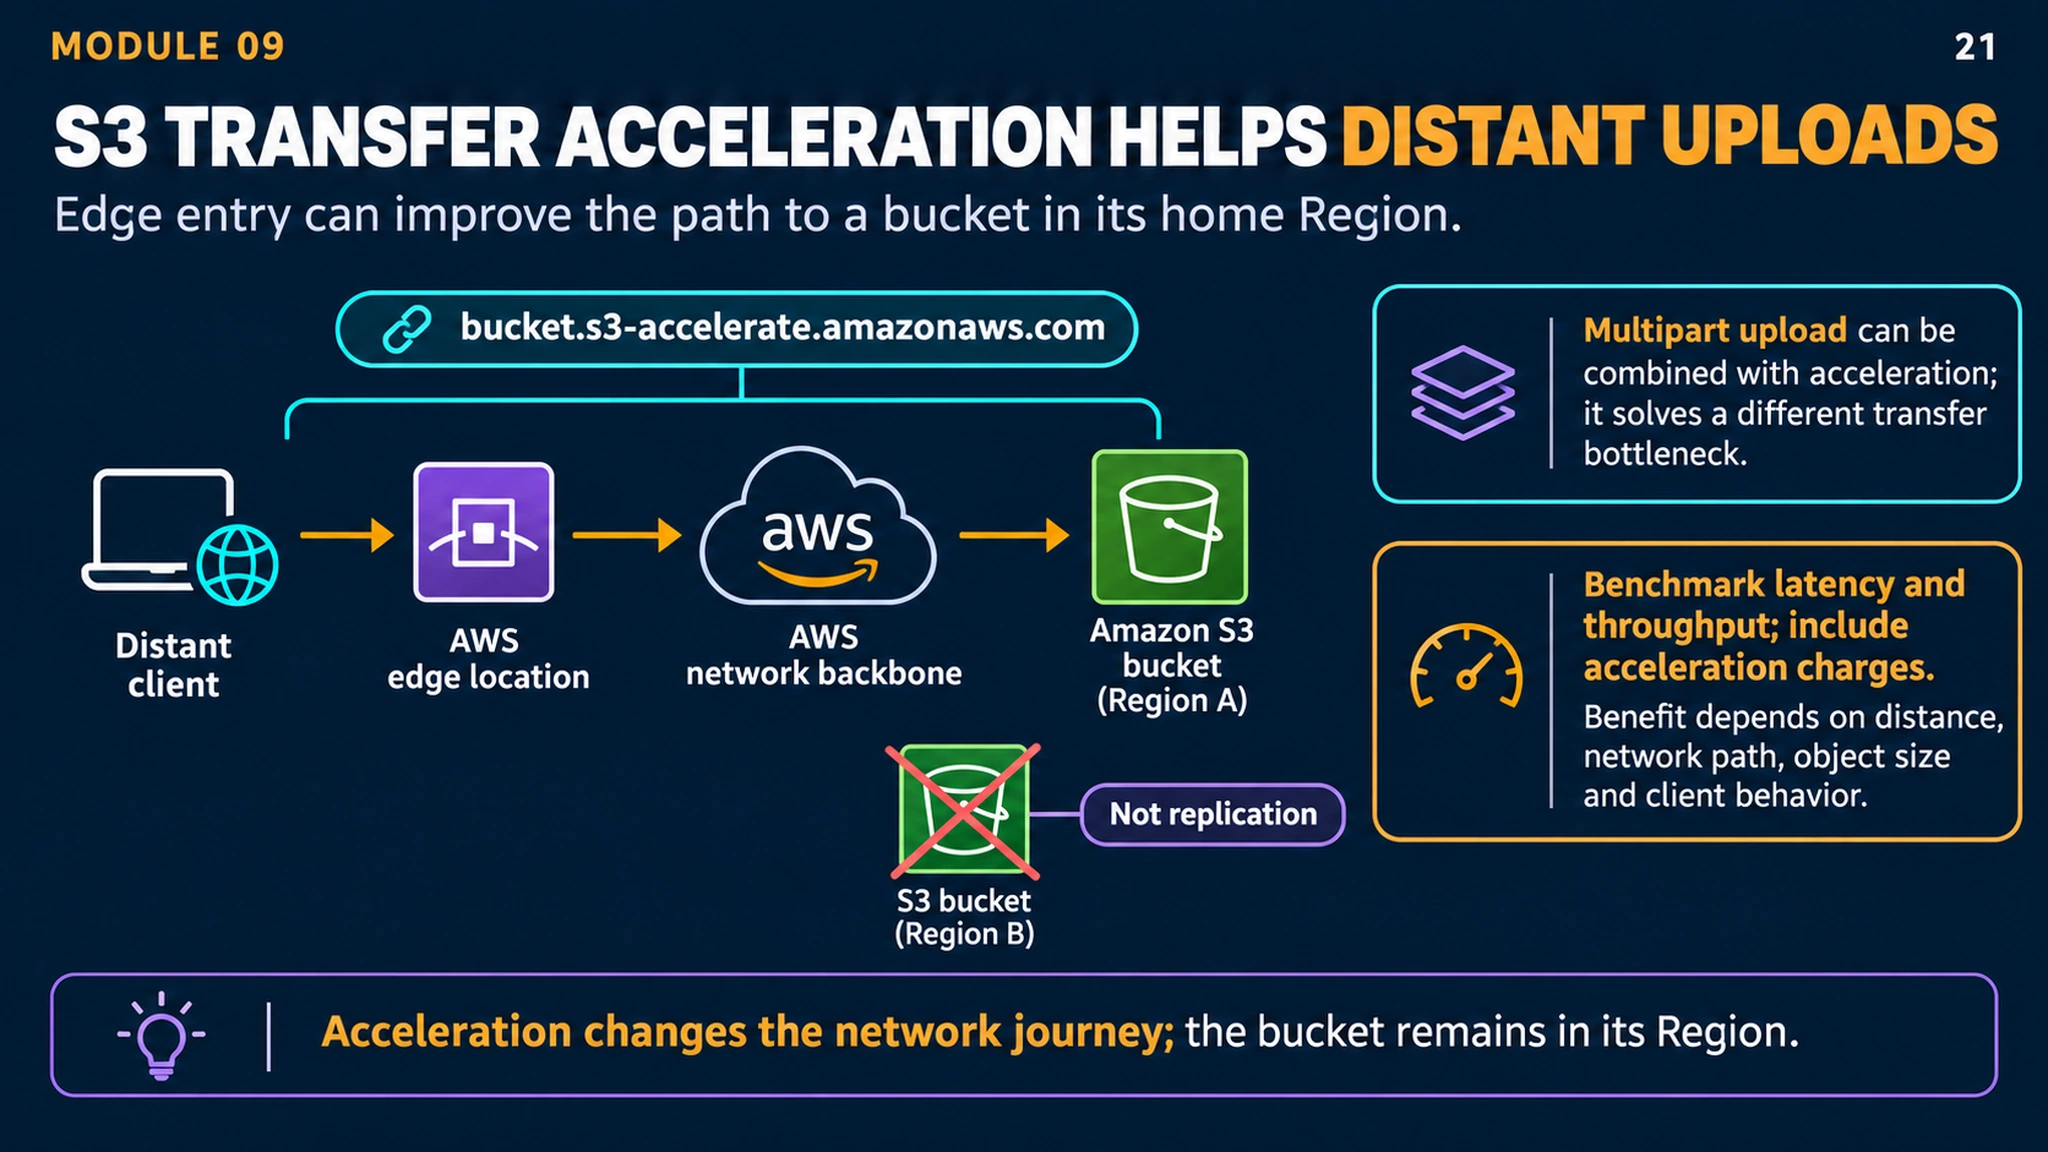 MODULE 09
21
S3 TRANSFER ACCELERATION HELPS DISTANT UPLOADS
Edge entry can improve the path to a bucket in its home Region.
bucket.s3-accelerate.amazonaws.com
Distant
client
AWS
edge location
aws
AWS
network backbone
Amazon S3
bucket
(Region A)
S3 bucket
(Region B)
Not replication
Multipart upload can be
combined with acceleration;
it solves a different transfer
bottleneck.
Benchmark latency and
throughput; include
acceleration charges.
Benefit depends on distance,
network path, object size
and client behavior.
Acceleration changes the network journey; the bucket remains in its Region.